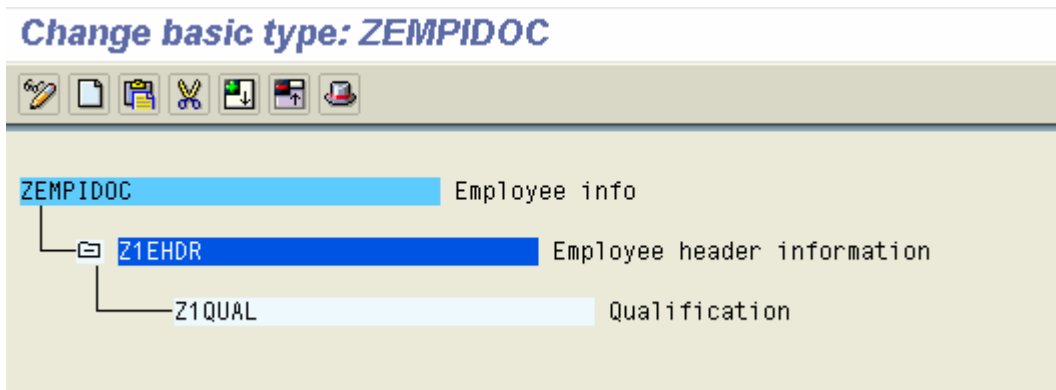 Change basic type: ZEMPIDOC
ZEMPIDOC Employee info
Z1EHDR Employee header information
Z1QUAL Qualification